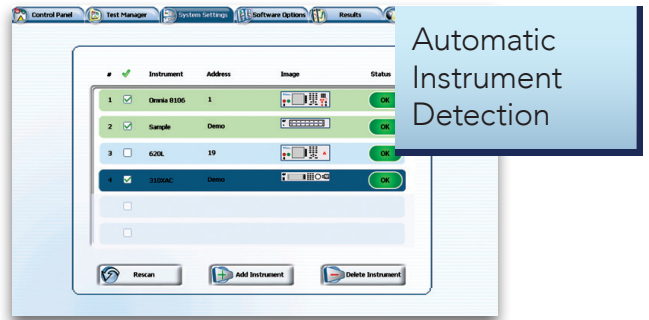 Control Panel Test Manager System Settings Software Options Results
Automatic
Instrument
Detection
# Instrument Address Image Status
1 Omnia 8106 1 OK
2 Sample Demo OK
3 620L 19 OK
4 310XAC Demo OK
Rescan Add Instrument Delete Instrument